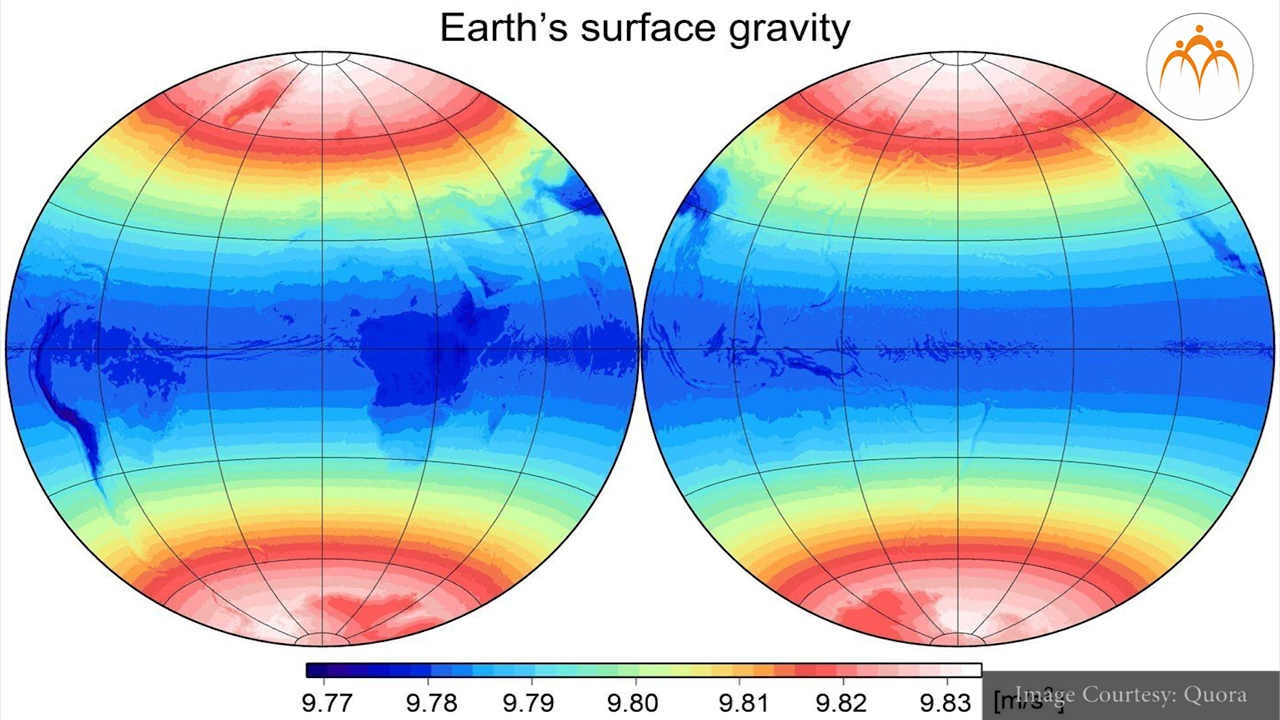 Earth’s surface gravity
9.77 9.78 9.79 9.80 9.81 9.82 9.83 [m/s²]
Image Courtesy: Quora